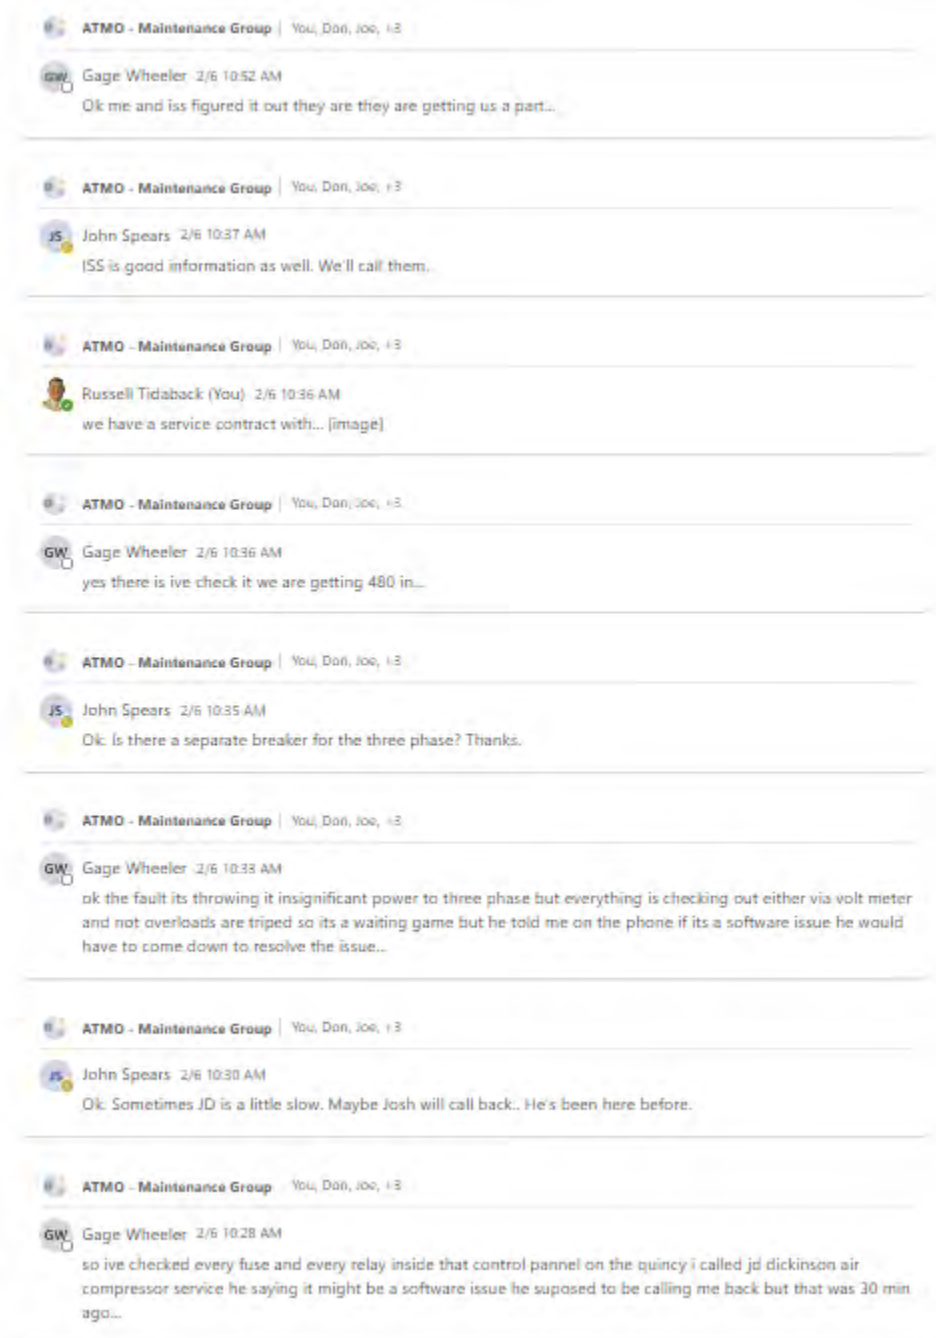 ATMO - Maintenance Group | You, Don, Joe, +3
GW Gage Wheeler 2/6 10:52 AM
Ok me and iss figured it out they are they are getting us a part...
ATMO - Maintenance Group | You, Don, Joe, +3
JS John Spears 2/6 10:37 AM
ISS is good information as well. We'll call them.
ATMO - Maintenance Group | You, Don, Joe, +3
Russell Tidaback (You) 2/6 10:36 AM
we have a service contract with... [image]
ATMO - Maintenance Group | You, Don, Joe, +3
GW Gage Wheeler 2/6 10:36 AM
yes there is ive check it we are getting 480 in...
ATMO - Maintenance Group | You, Don, Joe, +3
JS John Spears 2/6 10:35 AM
Ok. Is there a separate breaker for the three phase? Thanks.
ATMO - Maintenance Group | You, Don, Joe, +3
GW Gage Wheeler 2/6 10:33 AM
ok the fault its throwing it insignificant power to three phase but everything is checking out either via volt meter
and not overloads are triped so its a waiting game but he told me on the phone if its a software issue he would
have to come down to resolve the issue...
ATMO - Maintenance Group | You, Don, Joe, +3
JS John Spears 2/6 10:30 AM
Ok. Sometimes JD is a little slow. Maybe Josh will call back.. He's been here before.
ATMO - Maintenance Group You, Don, Joe, +3
GW Gage Wheeler 2/6 10:28 AM
so ive checked every fuse and every relay inside that control pannel on the quincy i called jd dickinson air
compressor service he saying it might be a software issue he suposed to be calling me back but that was 30 min
ago...